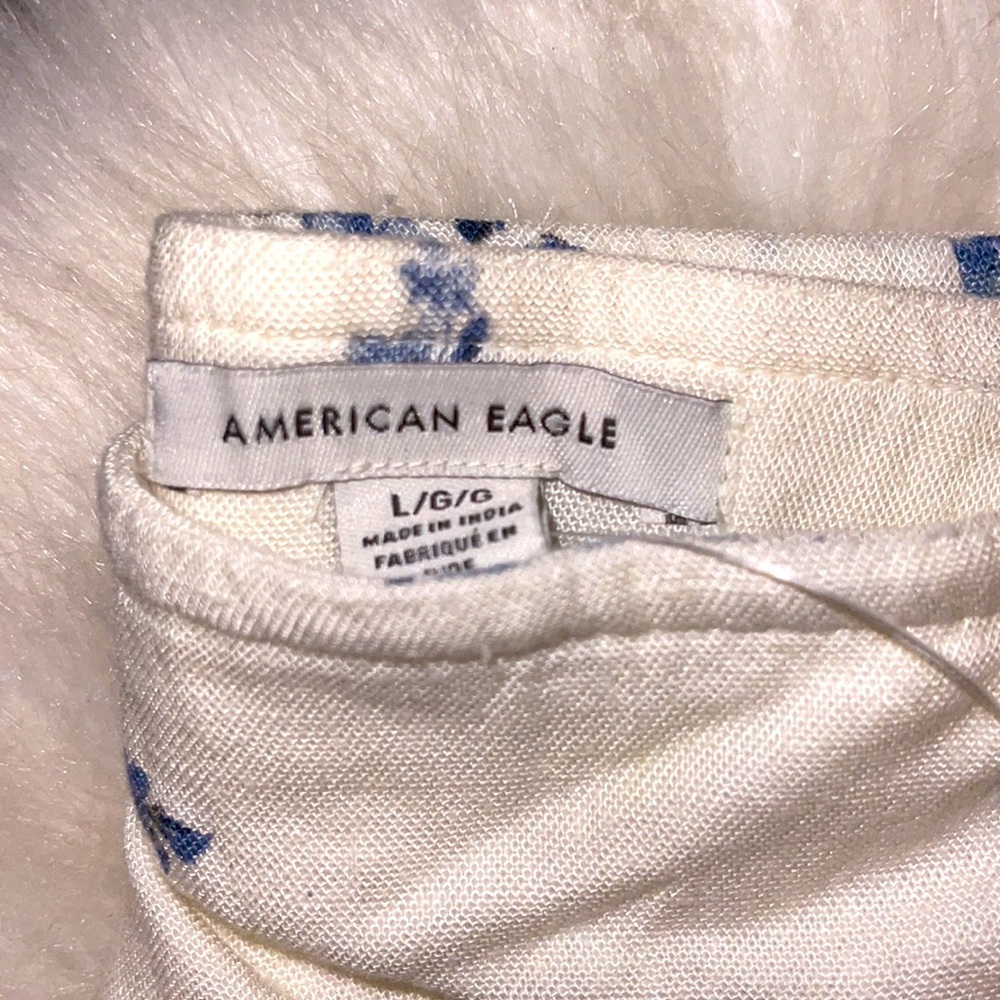 AMERICAN EAGLE
L/G/G
MADE IN INDIA
FABRIQUÉ EN